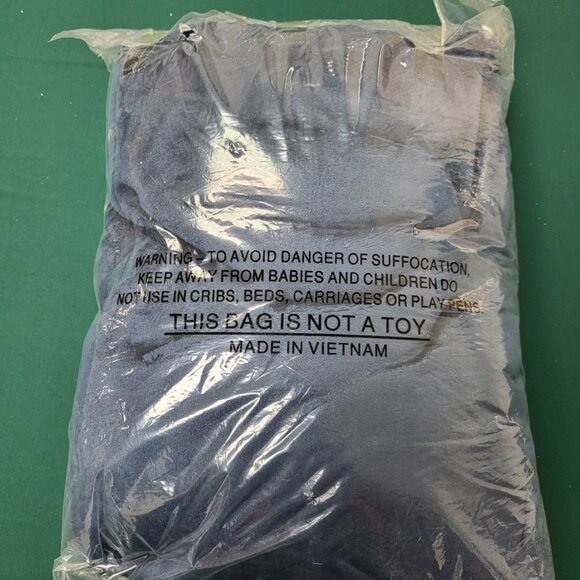 WARNING – TO AVOID DANGER OF SUFFOCATION,
KEEP AWAY FROM BABIES AND CHILDREN DO
NOT USE IN CRIBS, BEDS, CARRIAGES OR PLAY PENS.
THIS BAG IS NOT A TOY
MADE IN VIETNAM